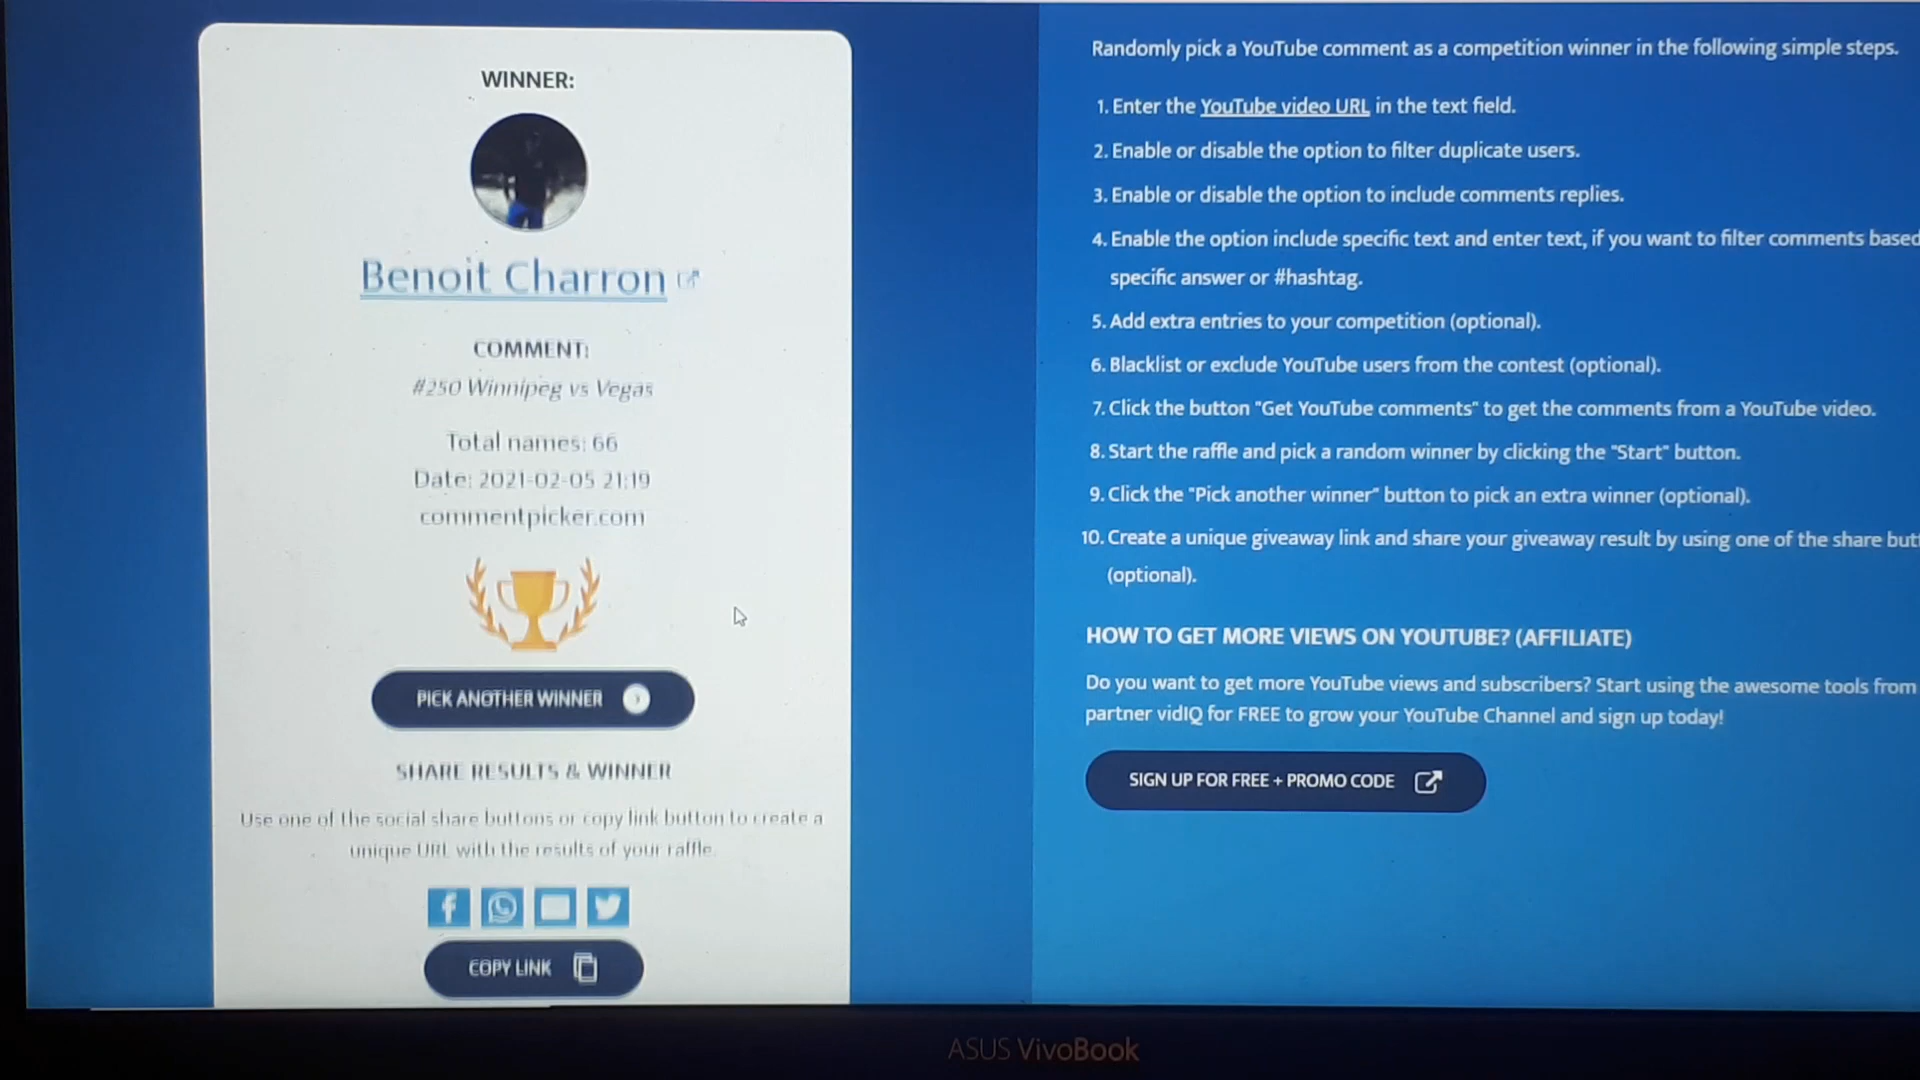 WINNER:
Benoit Charron
COMMENT:
#250 Winnipeg vs Vegas
Total names: 66
Date: 2021-02-05 21:19
commentpicker.com
PICK ANOTHER WINNER
SHARE RESULTS & WINNER
Use one of the social share buttons or copy link button to create a
unique URL with the results of your raffle.
COPY LINK
Randomly pick a YouTube comment as a competition winner in the following simple steps.
1. Enter the YouTube video URL in the text field.
2. Enable or disable the option to filter duplicate users.
3. Enable or disable the option to include comments replies.
4. Enable the option include specific text and enter text, if you want to filter comments based
specific answer or #hashtag.
5. Add extra entries to your competition (optional).
6. Blacklist or exclude YouTube users from the contest (optional).
7. Click the button "Get YouTube comments" to get the comments from a YouTube video.
8. Start the raffle and pick a random winner by clicking the "Start" button.
9. Click the "Pick another winner" button to pick an extra winner (optional).
10. Create a unique giveaway link and share your giveaway result by using one of the share but
(optional).
HOW TO GET MORE VIEWS ON YOUTUBE? (AFFILIATE)
Do you want to get more YouTube views and subscribers? Start using the awesome tools from
partner vidIQ for FREE to grow your YouTube Channel and sign up today!
SIGN UP FOR FREE + PROMO CODE
ASUS VivoBook